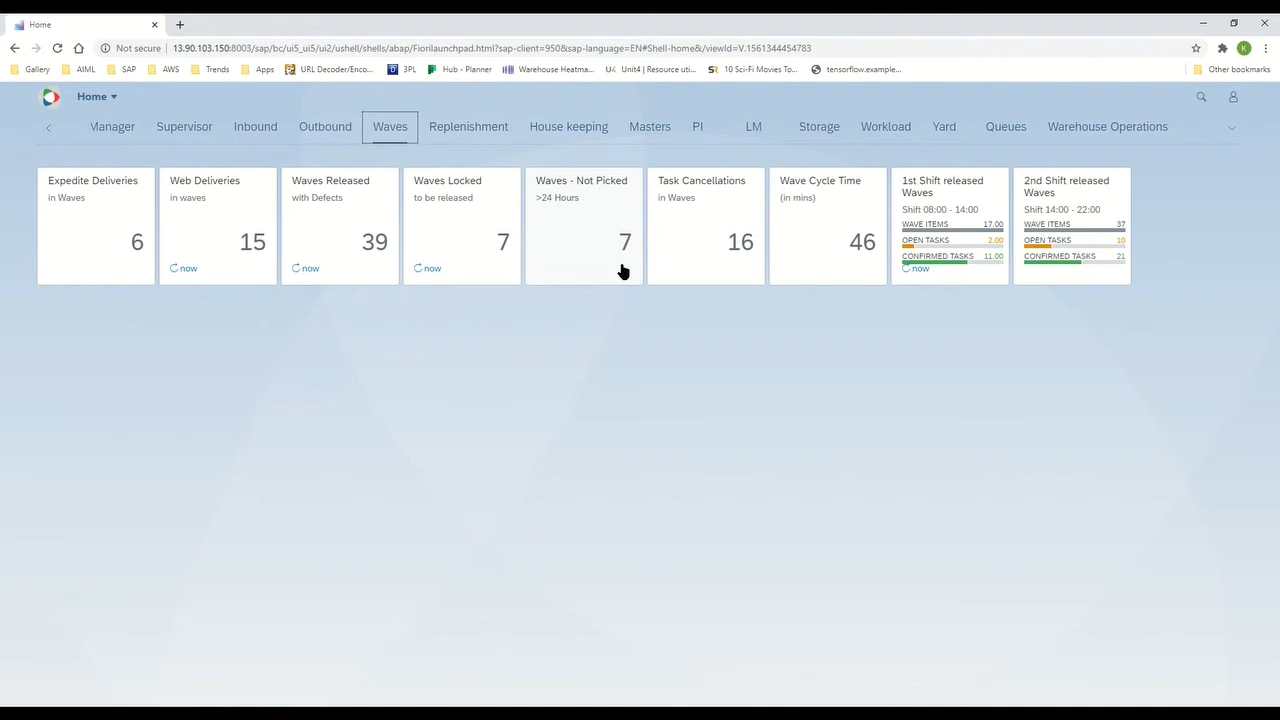 Home
Not secure
13.90.103.150:8003/sap/bc/ui5_ui5/ui2/ushell/shells/abap/Fiorilaunchpad.html?sap-client=950&sap-language=EN#Shell-home&/viewId=V.1561344454783
K
Gallery AIML SAP AWS Trends Apps URL Decoder/Enco... 3PL Hub - Planner Warehouse Heatma... Unit4 | Resource uti... 10 Sci-Fi Movies To... tensorflow.example... Other bookmarks
Home
Manager Supervisor Inbound Outbound Waves Replenishment House keeping Masters PI LM Storage Workload Yard Queues Warehouse Operations
Expedite Deliveries
in Waves
6
Web Deliveries
in waves
15
now
Waves Released
with Defects
39
now
Waves Locked
to be released
7
now
Waves - Not Picked
>24 Hours
7
Task Cancellations
in Waves
16
Wave Cycle Time
(in mins)
46
1st Shift released
Waves
Shift 08:00 - 14:00
WAVE ITEMS 17.00
OPEN TASKS 2.00
CONFIRMED TASKS 11.00
now
2nd Shift released
Waves
Shift 14:00 - 22:00
WAVE ITEMS 37
OPEN TASKS 10
CONFIRMED TASKS 21